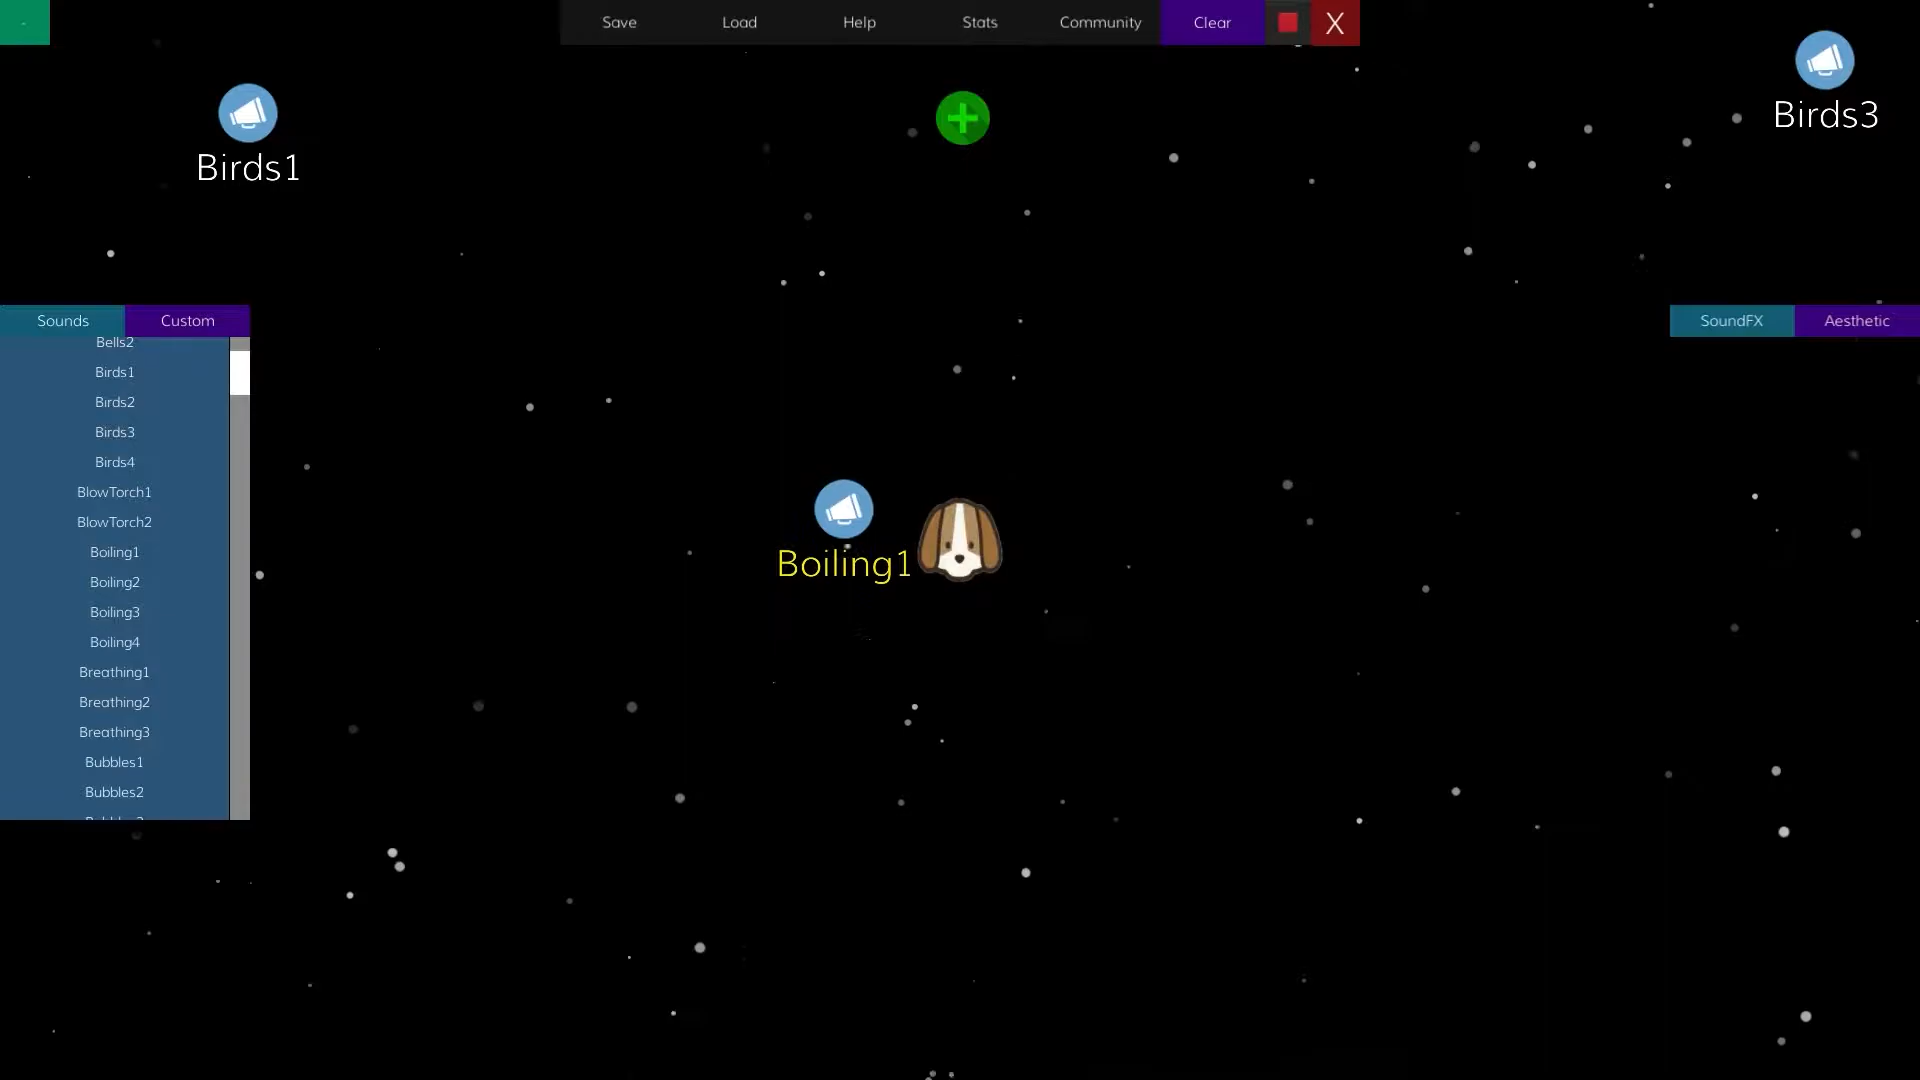 Save Load Help Stats Community Clear X
Birds1
Birds3
Sounds Custom
SoundFX Aesthetic
Bells2
Birds1
Birds2
Birds3
Birds4
BlowTorch1
BlowTorch2
Boiling1
Boiling2
Boiling3
Boiling4
Breathing1
Breathing2
Breathing3
Bubbles1
Bubbles2
Boiling1